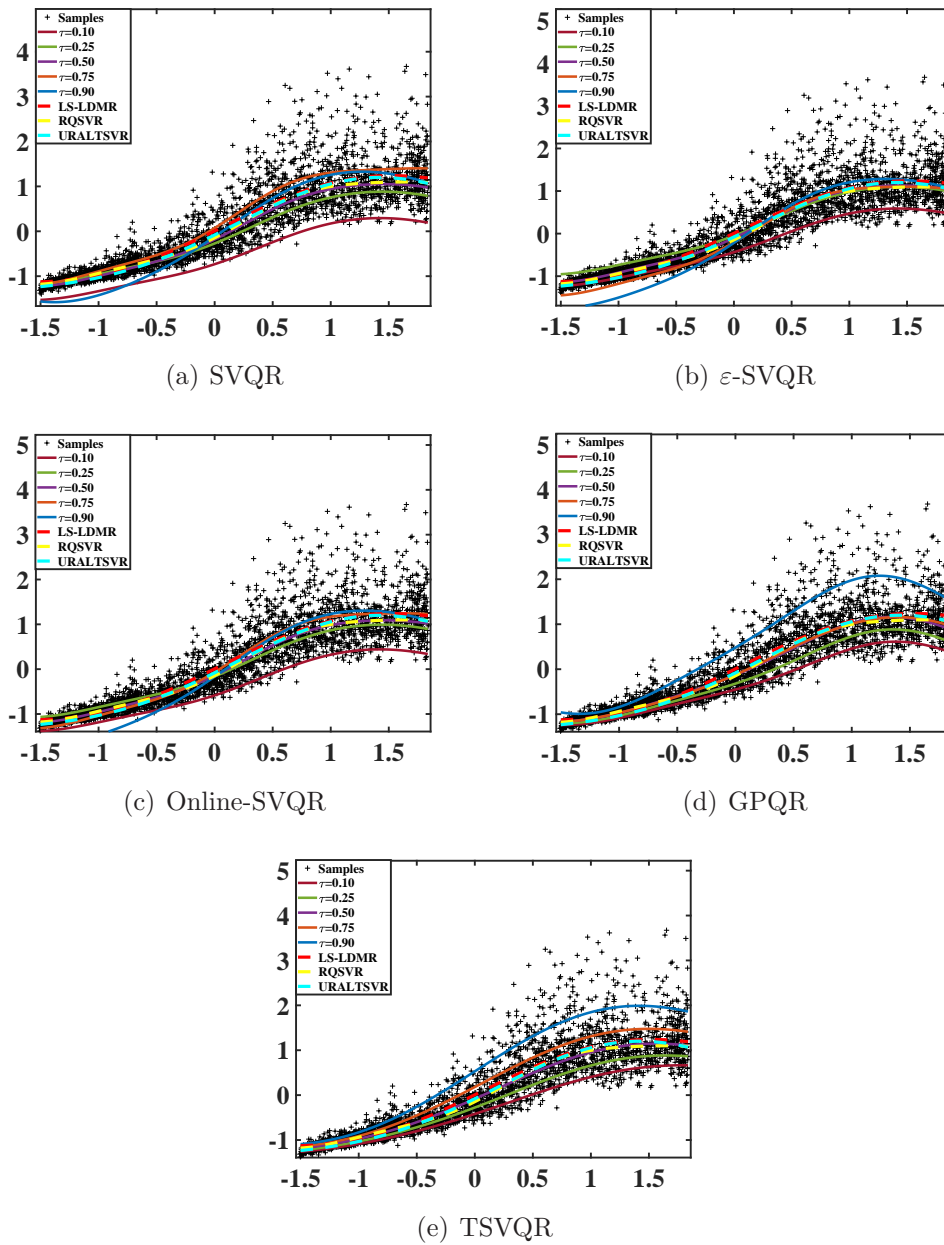 Samples
τ=0.10
τ=0.25
τ=0.50
τ=0.75
τ=0.90
LS-LDMR
RQSVR
URALTSVR
4
3
2
1
0
-1
-1.5 -1 -0.5 0 0.5 1 1.5
(a) SVQR
Samples
τ=0.10
τ=0.25
τ=0.50
τ=0.75
τ=0.90
LS-LDMR
RQSVR
URALTSVR
5
4
3
2
1
0
-1
-1.5 -1 -0.5 0 0.5 1 1.5
(b) ε-SVQR
Samples
τ=0.10
τ=0.25
τ=0.50
τ=0.75
τ=0.90
LS-LDMR
RQSVR
URALTSVR
5
4
3
2
1
0
-1
-1.5 -1 -0.5 0 0.5 1 1.5
(c) Online-SVQR
Samlpes
τ=0.10
τ=0.25
τ=0.50
τ=0.75
τ=0.90
LS-LDMR
RQSVR
URALTSVR
5
4
3
2
1
0
-1
-1.5 -1 -0.5 0 0.5 1 1.5
(d) GPQR
Samples
τ=0.10
τ=0.25
τ=0.50
τ=0.75
τ=0.90
LS-LDMR
RQSVR
URALTSVR
5
4
3
2
1
0
-1
-1.5 -1 -0.5 0 0.5 1 1.5
(e) TSVQR